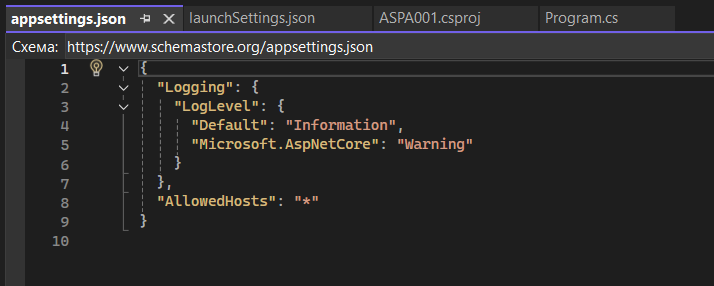 appsettings.json launchSettings.json ASPA001.csproj Program.cs
Схема: https://www.schemastore.org/appsettings.json
1 {
2 "Logging": {
3 "LogLevel": {
4 "Default": "Information",
5 "Microsoft.AspNetCore": "Warning"
6 }
7 },
8 "AllowedHosts": "*"
9 }
10